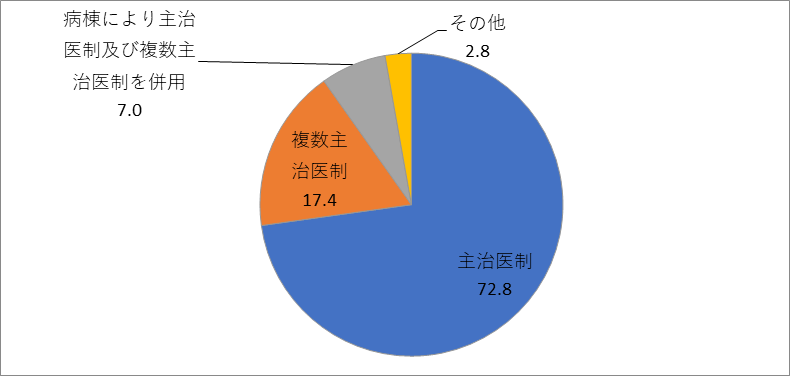 病棟により主治
医制及び複数主
治医制を併用
7.0
その他
2.8
複数主
治医制
17.4
主治医制
72.8